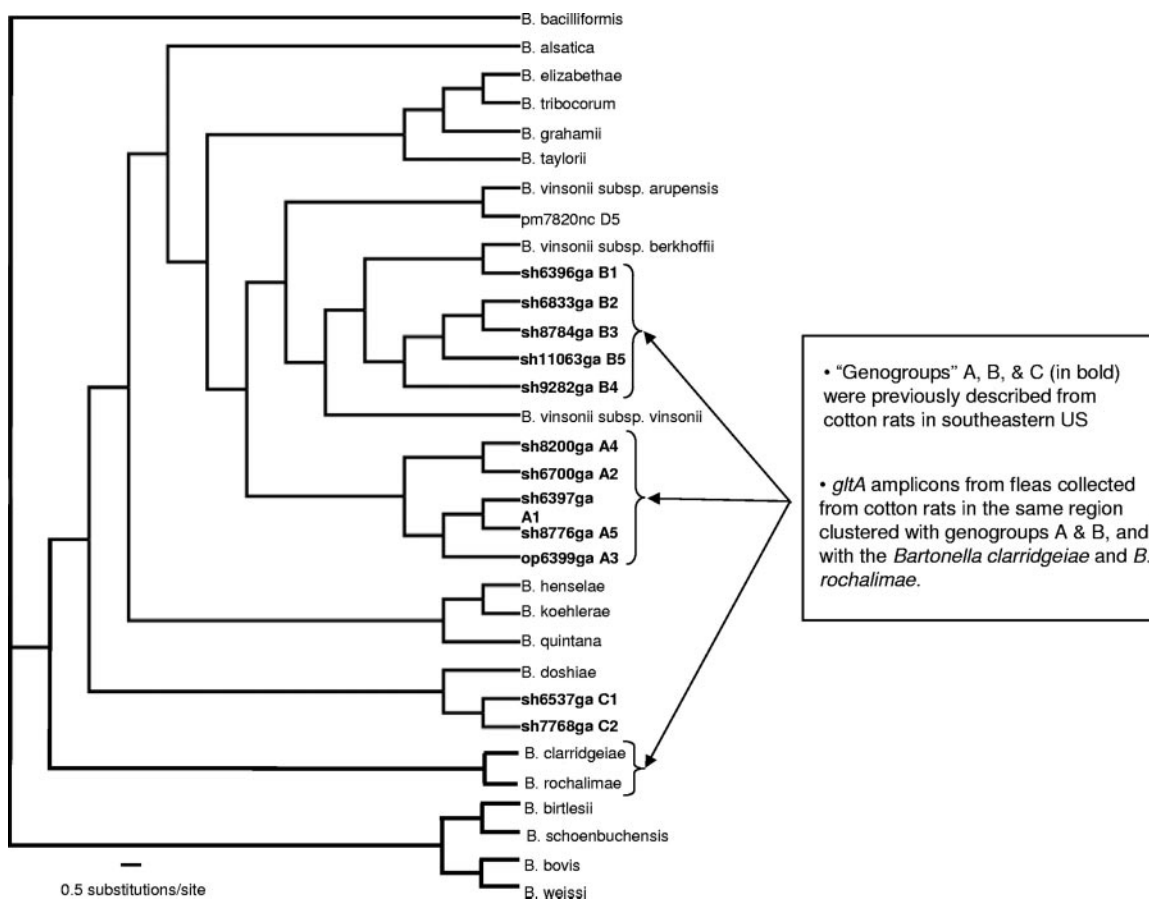 B. bacilliformis
B. alsatica
B. elizabethae
B. tribocorum
B. grahamii
B. taylorii
B. vinsonii subsp. arupensis
pm7820nc D5
B. vinsonii subsp. berkhoffii
sh6396ga B1
sh6833ga B2
sh8784ga B3
sh11063ga B5
sh9282ga B4
B. vinsonii subsp. vinsonii
sh8200ga A4
sh6700ga A2
sh6397ga
A1
sh8776ga A5
op6399ga A3
B. henselae
B. koehlerae
B. quintana
B. doshiae
sh6537ga C1
sh7768ga C2
B. clarridgeiae
B. rochalimae
B. birtlesii
B. schoenbuchensis
B. bovis
B. weissi
0.5 substitutions/site
• "Genogroups" A, B, & C (in bold)
were previously described from
cotton rats in southeastern US
• gltA amplicons from fleas collected
from cotton rats in the same region
clustered with genogroups A & B, and
with the Bartonella clarridgeiae and B.
rochalimae.